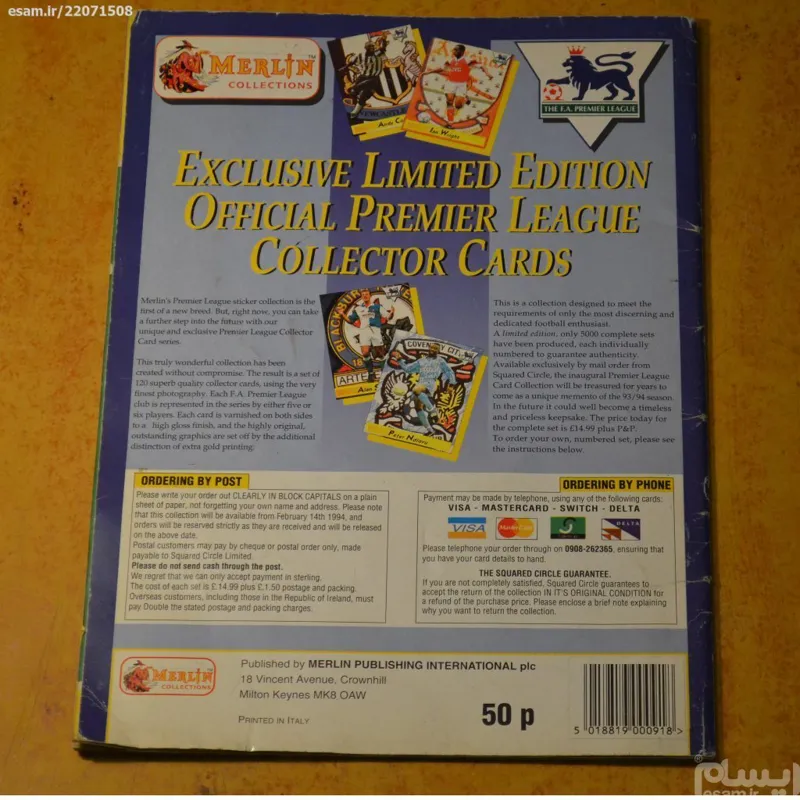 esam.ir/22071508
MERLIN
COLLECTIONS
Ian Wright
THE F.A. PREMIER LEAGUE
EXCLUSIVE LIMITED EDITION
OFFICIAL PREMIER LEAGUE
COLLECTOR CARDS
Merlin's Premier League sticker collection is the
first of a new breed. But, right now, you can take
a further step into the future with our
unique and exclusive Premier League Collector
Card series.
This truly wonderful collection has been
created without compromise. The result is a set of
120 superb quality collector cards, using the very
finest photography. Each F.A. Premier League
club is represented in the series by either five or
six players. Each card is varnished on both sides
to a high gloss finish, and the highly original,
outstanding graphics are set off by the additional
distinction of extra gold printing.
COVENTRY CITY
Peter Ndlovu
This is a collection designed to meet the
requirements of only the most discerning and
dedicated football enthusiast.
A limited edition, only 5000 complete sets
have been produced, each individually
numbered to guarantee authenticity.
Available exclusively by mail order from
Squared Circle, the inaugural Premier League
Card Collection will be treasured for years to
come as a unique memento of the 93/94 season.
In the future it could well become a timeless
and priceless keepsake. The price today for
the complete set is £14.99 plus P&P.
To order your own, numbered set, please see
the instructions below.
ORDERING BY POST
Please write your order out CLEARLY IN BLOCK CAPITALS on a plain
sheet of paper, not forgetting your own name and address. Please note
that this collection will be available from February 14th 1994, and
orders will be reserved strictly as they are received and will be released
on the above date.
Postal customers may pay by cheque or postal order only, made
payable to Squared Circle Limited.
Please do not send cash through the post.
We regret that we can only accept payment in sterling.
The cost of each set is £14.99 plus £1.50 postage and packing.
Overseas customers, including those in the Republic of Ireland, must
pay Double the stated postage and packing charges.
ORDERING BY PHONE
Payment may be made by telephone, using any of the following cards:
VISA - MASTERCARD - SWITCH - DELTA
VISA
MasterCard
DELTA
Please telephone your order through on 0908-262365, ensuring that
you have your card details to hand.
THE SQUARED CIRCLE GUARANTEE.
If you are not completely satisfied, Squared Circle guarantees to
accept the return of the collection IN IT'S ORIGINAL CONDITION for
a refund of the purchase price. Please enclose a brief note explaining
why you want to return the collection.
MERLIN
COLLECTIONS
Published by MERLIN PUBLISHING INTERNATIONAL plc
18 Vincent Avenue, Crownhill
Milton Keynes MK8 OAW
PRINTED IN ITALY
50 p
5 018819 000918 >
ایسام
esam.ir